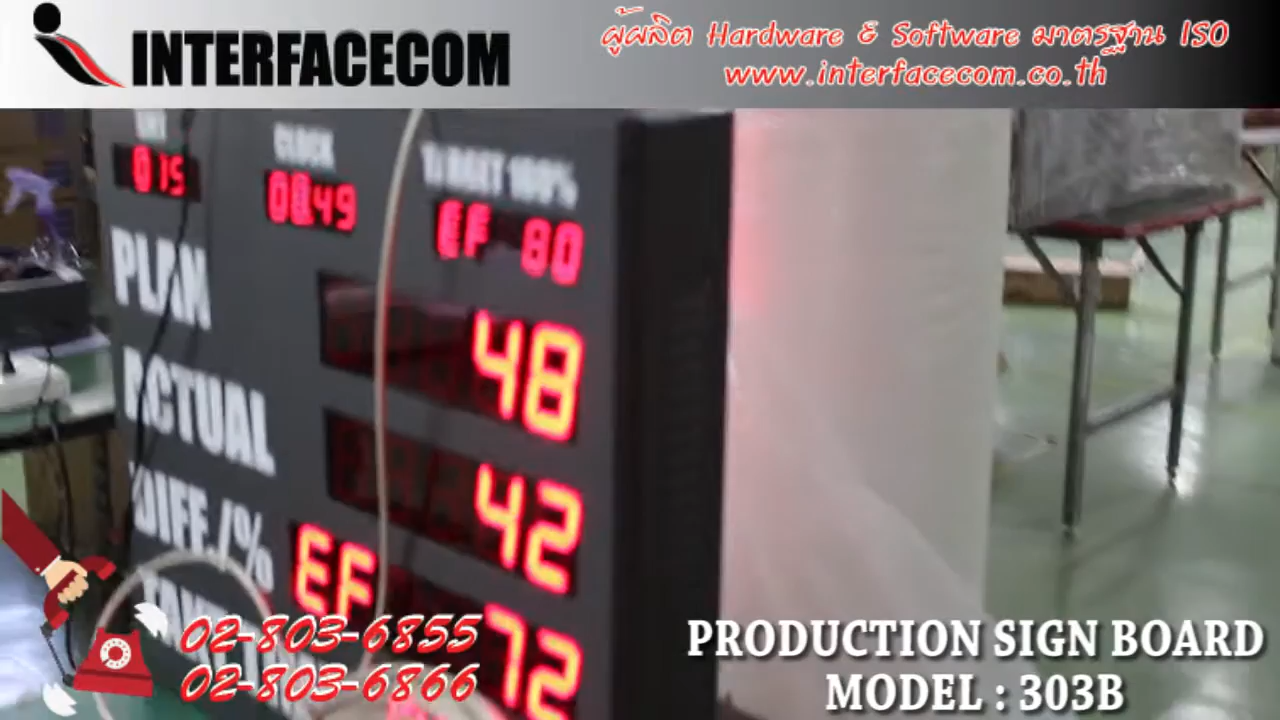 INTERFACECOM
ผู้ผลิต Hardware & Software มาตรฐาน ISO
www.interfacecom.co.th
CLOCK
TARGET 100%
015
08:49
EF 80
PLAN
48
ACTUAL
42
DIFF./%
EF 72
02-803-6855
02-803-6866
PRODUCTION SIGN BOARD
MODEL : 303B